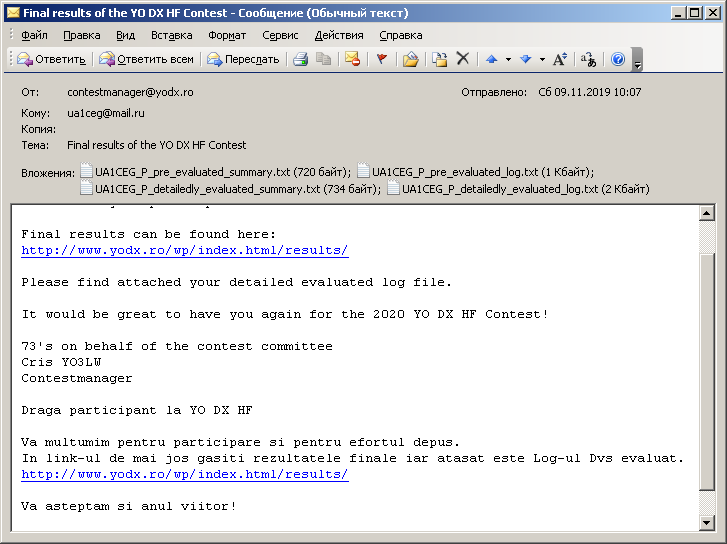 Final results of the YO DX HF Contest - Сообщение (Обычный текст)
Файл Правка Вид Вставка Формат Сервис Действия Справка
Ответить Ответить всем Переслать
От: contestmanager@yodx.ro Отправлено: Сб 09.11.2019 10:07
Кому: ua1ceg@mail.ru
Копия:
Тема: Final results of the YO DX HF Contest
Вложения: UA1CEG_P_pre_evaluated_summary.txt (720 байт); UA1CEG_P_pre_evaluated_log.txt (1 Кбайт);
UA1CEG_P_detailedly_evaluated_summary.txt (734 байт); UA1CEG_P_detailedly_evaluated_log.txt (2 Кбайт)
Final results can be found here:
http://www.yodx.ro/wp/index.html/results/
Please find attached your detailed evaluated log file.
It would be great to have you again for the 2020 YO DX HF Contest!
73's on behalf of the contest committee
Cris YO3LW
Contestmanager
Draga participant la YO DX HF
Va multumim pentru participare si pentru efortul depus.
In link-ul de mai jos gasiti rezultatele finale iar atasat este Log-ul Dvs evaluat.
http://www.yodx.ro/wp/index.html/results/
Va asteptam si anul viitor!